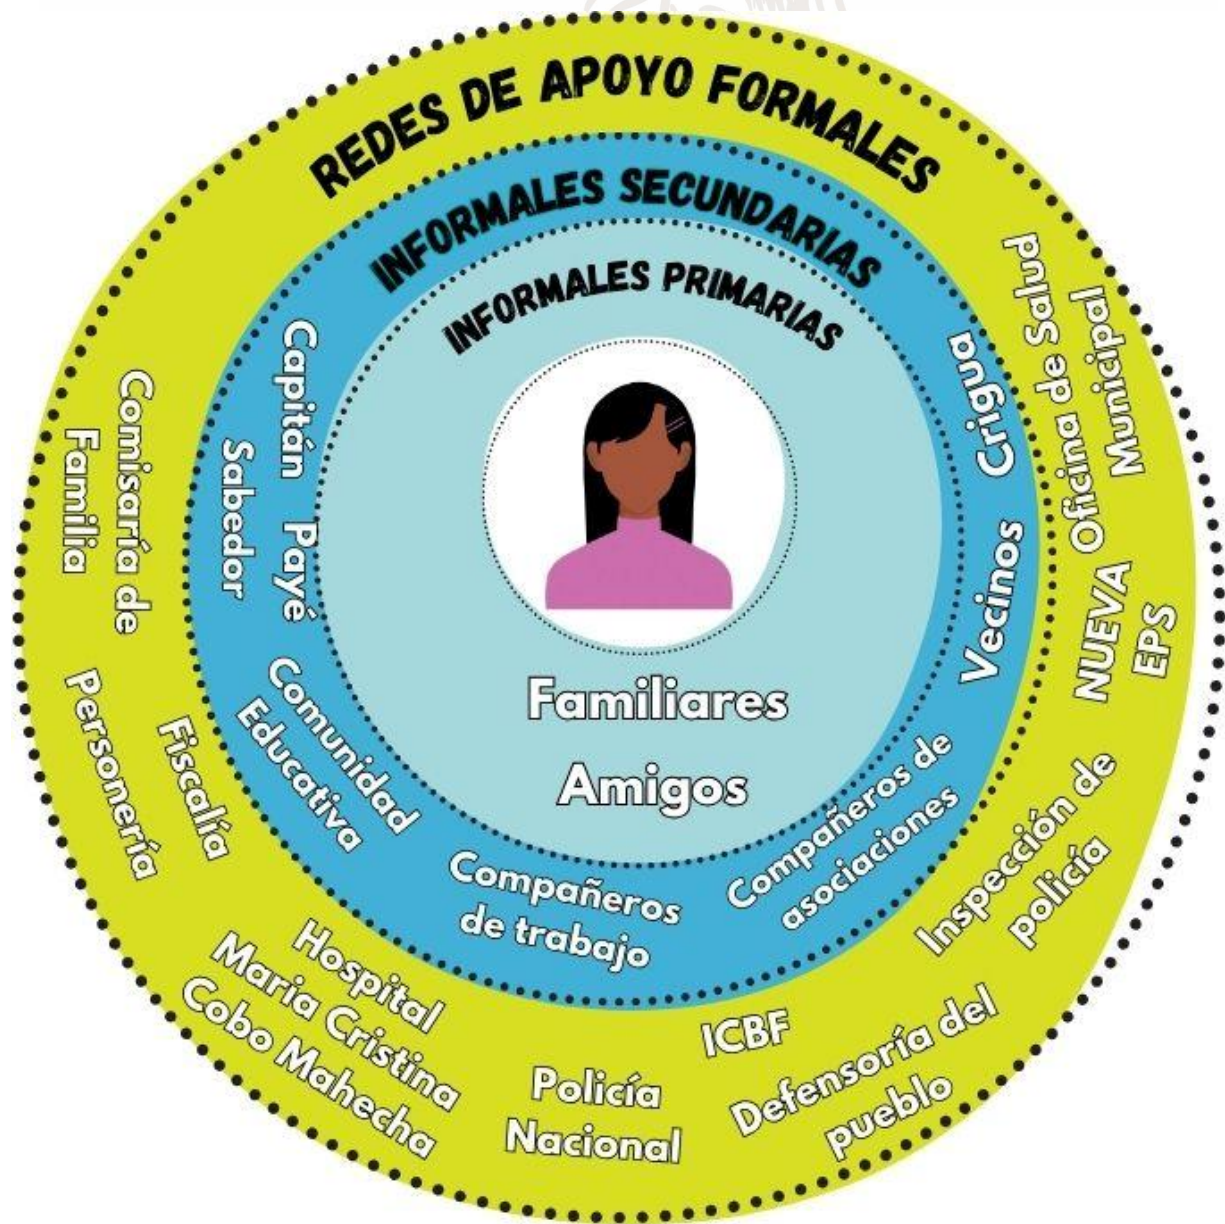 REDES DE APOYO FORMALES
INFORMALES SECUNDARIAS
INFORMALES PRIMARIAS
Familiares
Amigos
Capitán
Sabedor
Payé
Comunidad
Educativa
Compañeros
de trabajo
Compañeros de
asociaciones
Vecinos
Crigua
Comisaría de
Familia
Personería
Fiscalía
Hospital
Maria Cristina
Cobo Mahecha
Policía
Nacional
ICBF
Defensoría del
pueblo
Inspección de
policía
NUEVA
EPS
Oficina de Salud
Municipal